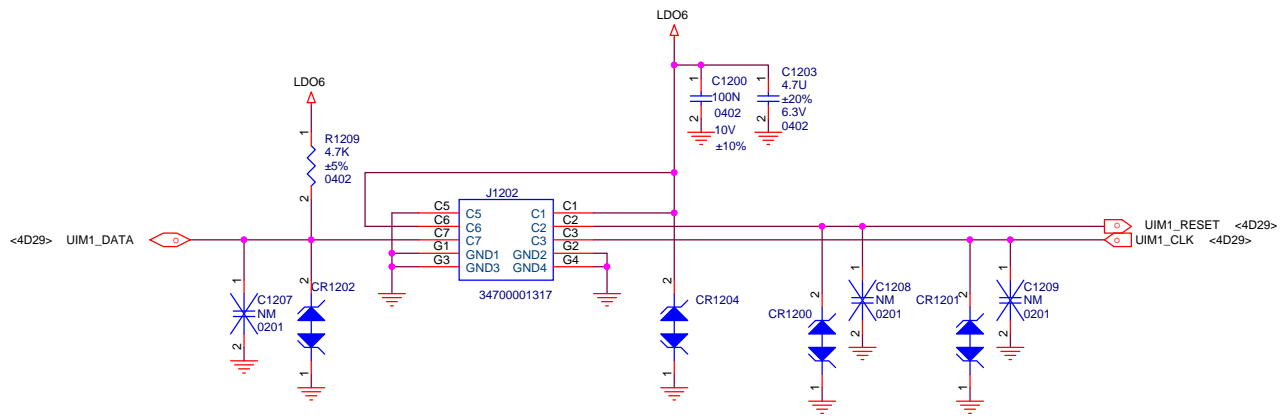 LDO6
LDO6
1
R1209
4.7K
±5%
0402
2
1
C1200
100N
0402
10V
±10%
2
1
C1203
4.7U
±20%
6.3V
0402
2
J1202
C5
C6
C7
G1
G3
C5
C6
C7
GND1
GND3
C1
C2
C3
GND2
GND4
C1
C2
C3
G2
G4
34700001317
<4D29> UIM1_DATA
UIM1_RESET <4D29>
UIM1_CLK <4D29>
1
C1207
NM
0201
2
2
CR1202
1
2
CR1204
1
2
CR1200
1
1
C1208
NM
0201
2
2
CR1201
1
1
C1209
NM
0201
2